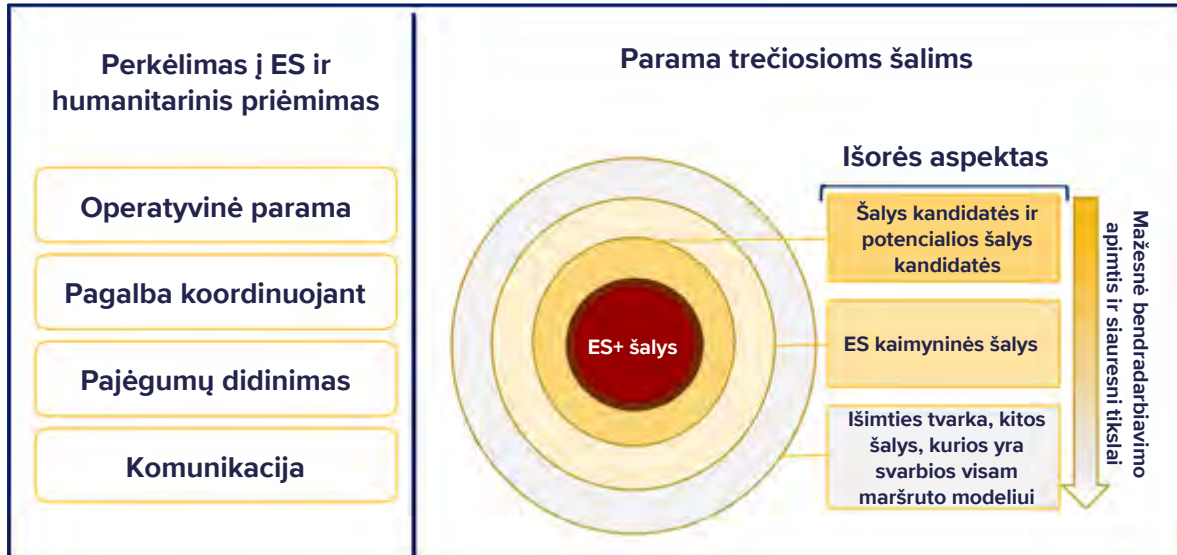 Perkėlimas į ES ir
humanitarinis priėmimas
Operatyvinė parama
Pagalba koordinuojant
Pajėgumų didinimas
Komunikacija
Parama trečiosioms šalims
Išorės aspektas
ES+ šalys
Šalys kandidatės ir
potencialios šalys
kandidatės
ES kaimyninės šalys
Išimties tvarka, kitos
šalys, kurios yra
svarbios visam
maršruto modeliui
Mažesnė bendradarbiavimo
apimtis ir siauresni tikslai